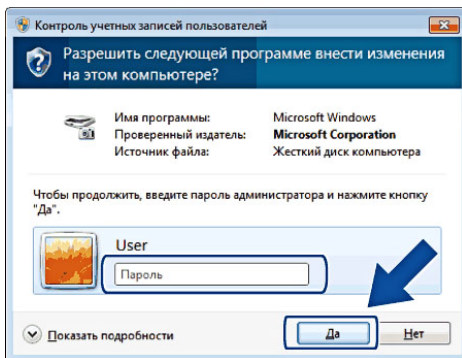 Контроль учетных записей пользователей
Разрешить следующей программе внести изменения
на этом компьютере?
Имя программы: Microsoft Windows
Проверенный издатель: Microsoft Corporation
Источник файла: Жесткий диск компьютера
Чтобы продолжить, введите пароль администратора и нажмите кнопку
"Да".
User
Пароль
Показать подробности Да Нет